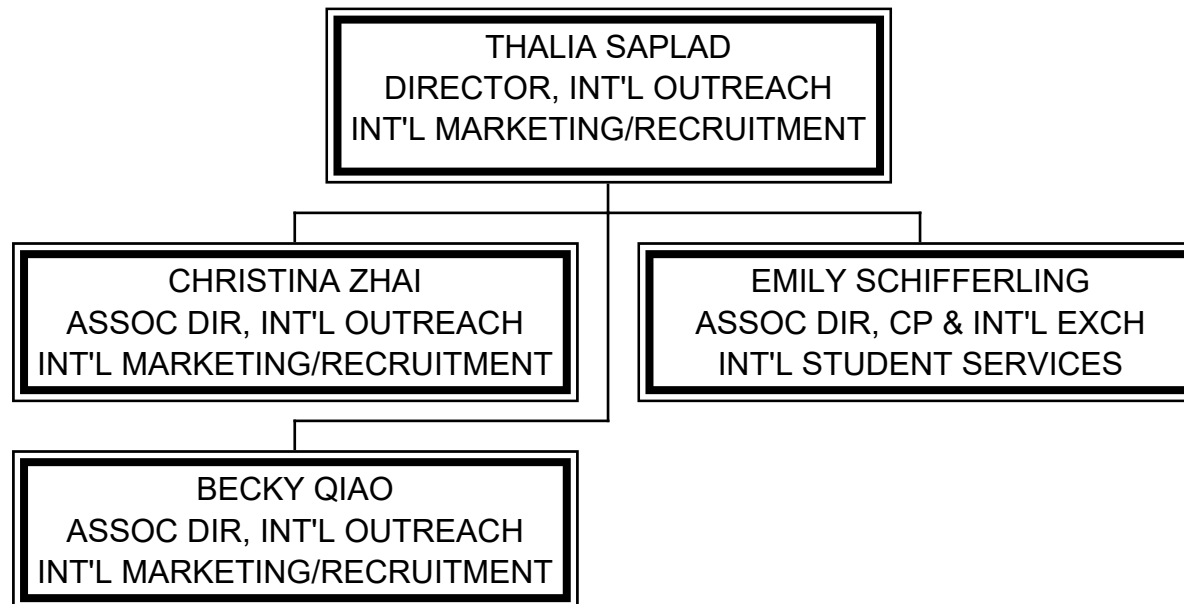 THALIA SAPLAD
DIRECTOR, INT'L OUTREACH
INT'L MARKETING/RECRUITMENT
CHRISTINA ZHAI
ASSOC DIR, INT'L OUTREACH
INT'L MARKETING/RECRUITMENT
EMILY SCHIFFERLING
ASSOC DIR, CP & INT'L EXCH
INT'L STUDENT SERVICES
BECKY QIAO
ASSOC DIR, INT'L OUTREACH
INT'L MARKETING/RECRUITMENT